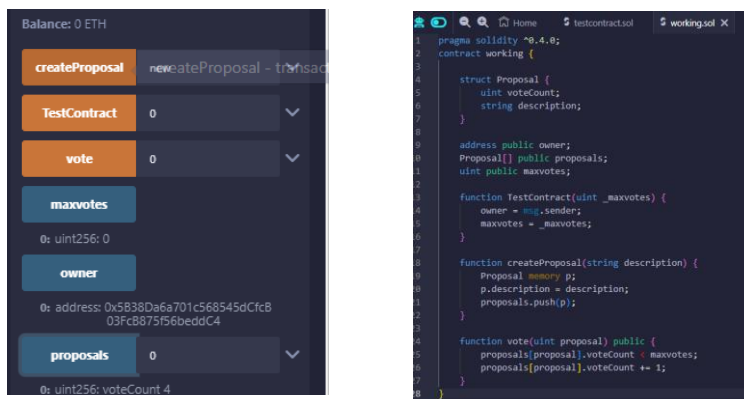 Balance: 0 ETH
createProposal new createProposal - transact
TestContract 0
vote 0
maxvotes
0: uint256: 0
owner
0: address: 0x5B38Da6a701c568545dCfcB
03FcB875f56beddC4
proposals 0
0: uint256: voteCount 4
Home testcontract.sol working.sol
1 pragma solidity ^0.4.0;
2 contract working {
3
4 struct Proposal {
5 uint voteCount;
6 string description;
7 }
8
9 address public owner;
10 Proposal[] public proposals;
11 uint public maxvotes;
12
13 function TestContract(uint _maxvotes) {
14 owner = msg.sender;
15 maxvotes = _maxvotes;
16 }
17
18 function createProposal(string description) {
19 Proposal memory p;
20 p.description = description;
21 proposals.push(p);
22 }
23
24 function vote(uint proposal) public {
25 proposals[proposal].voteCount < maxvotes;
26 proposals[proposal].voteCount += 1;
27 }
28 }